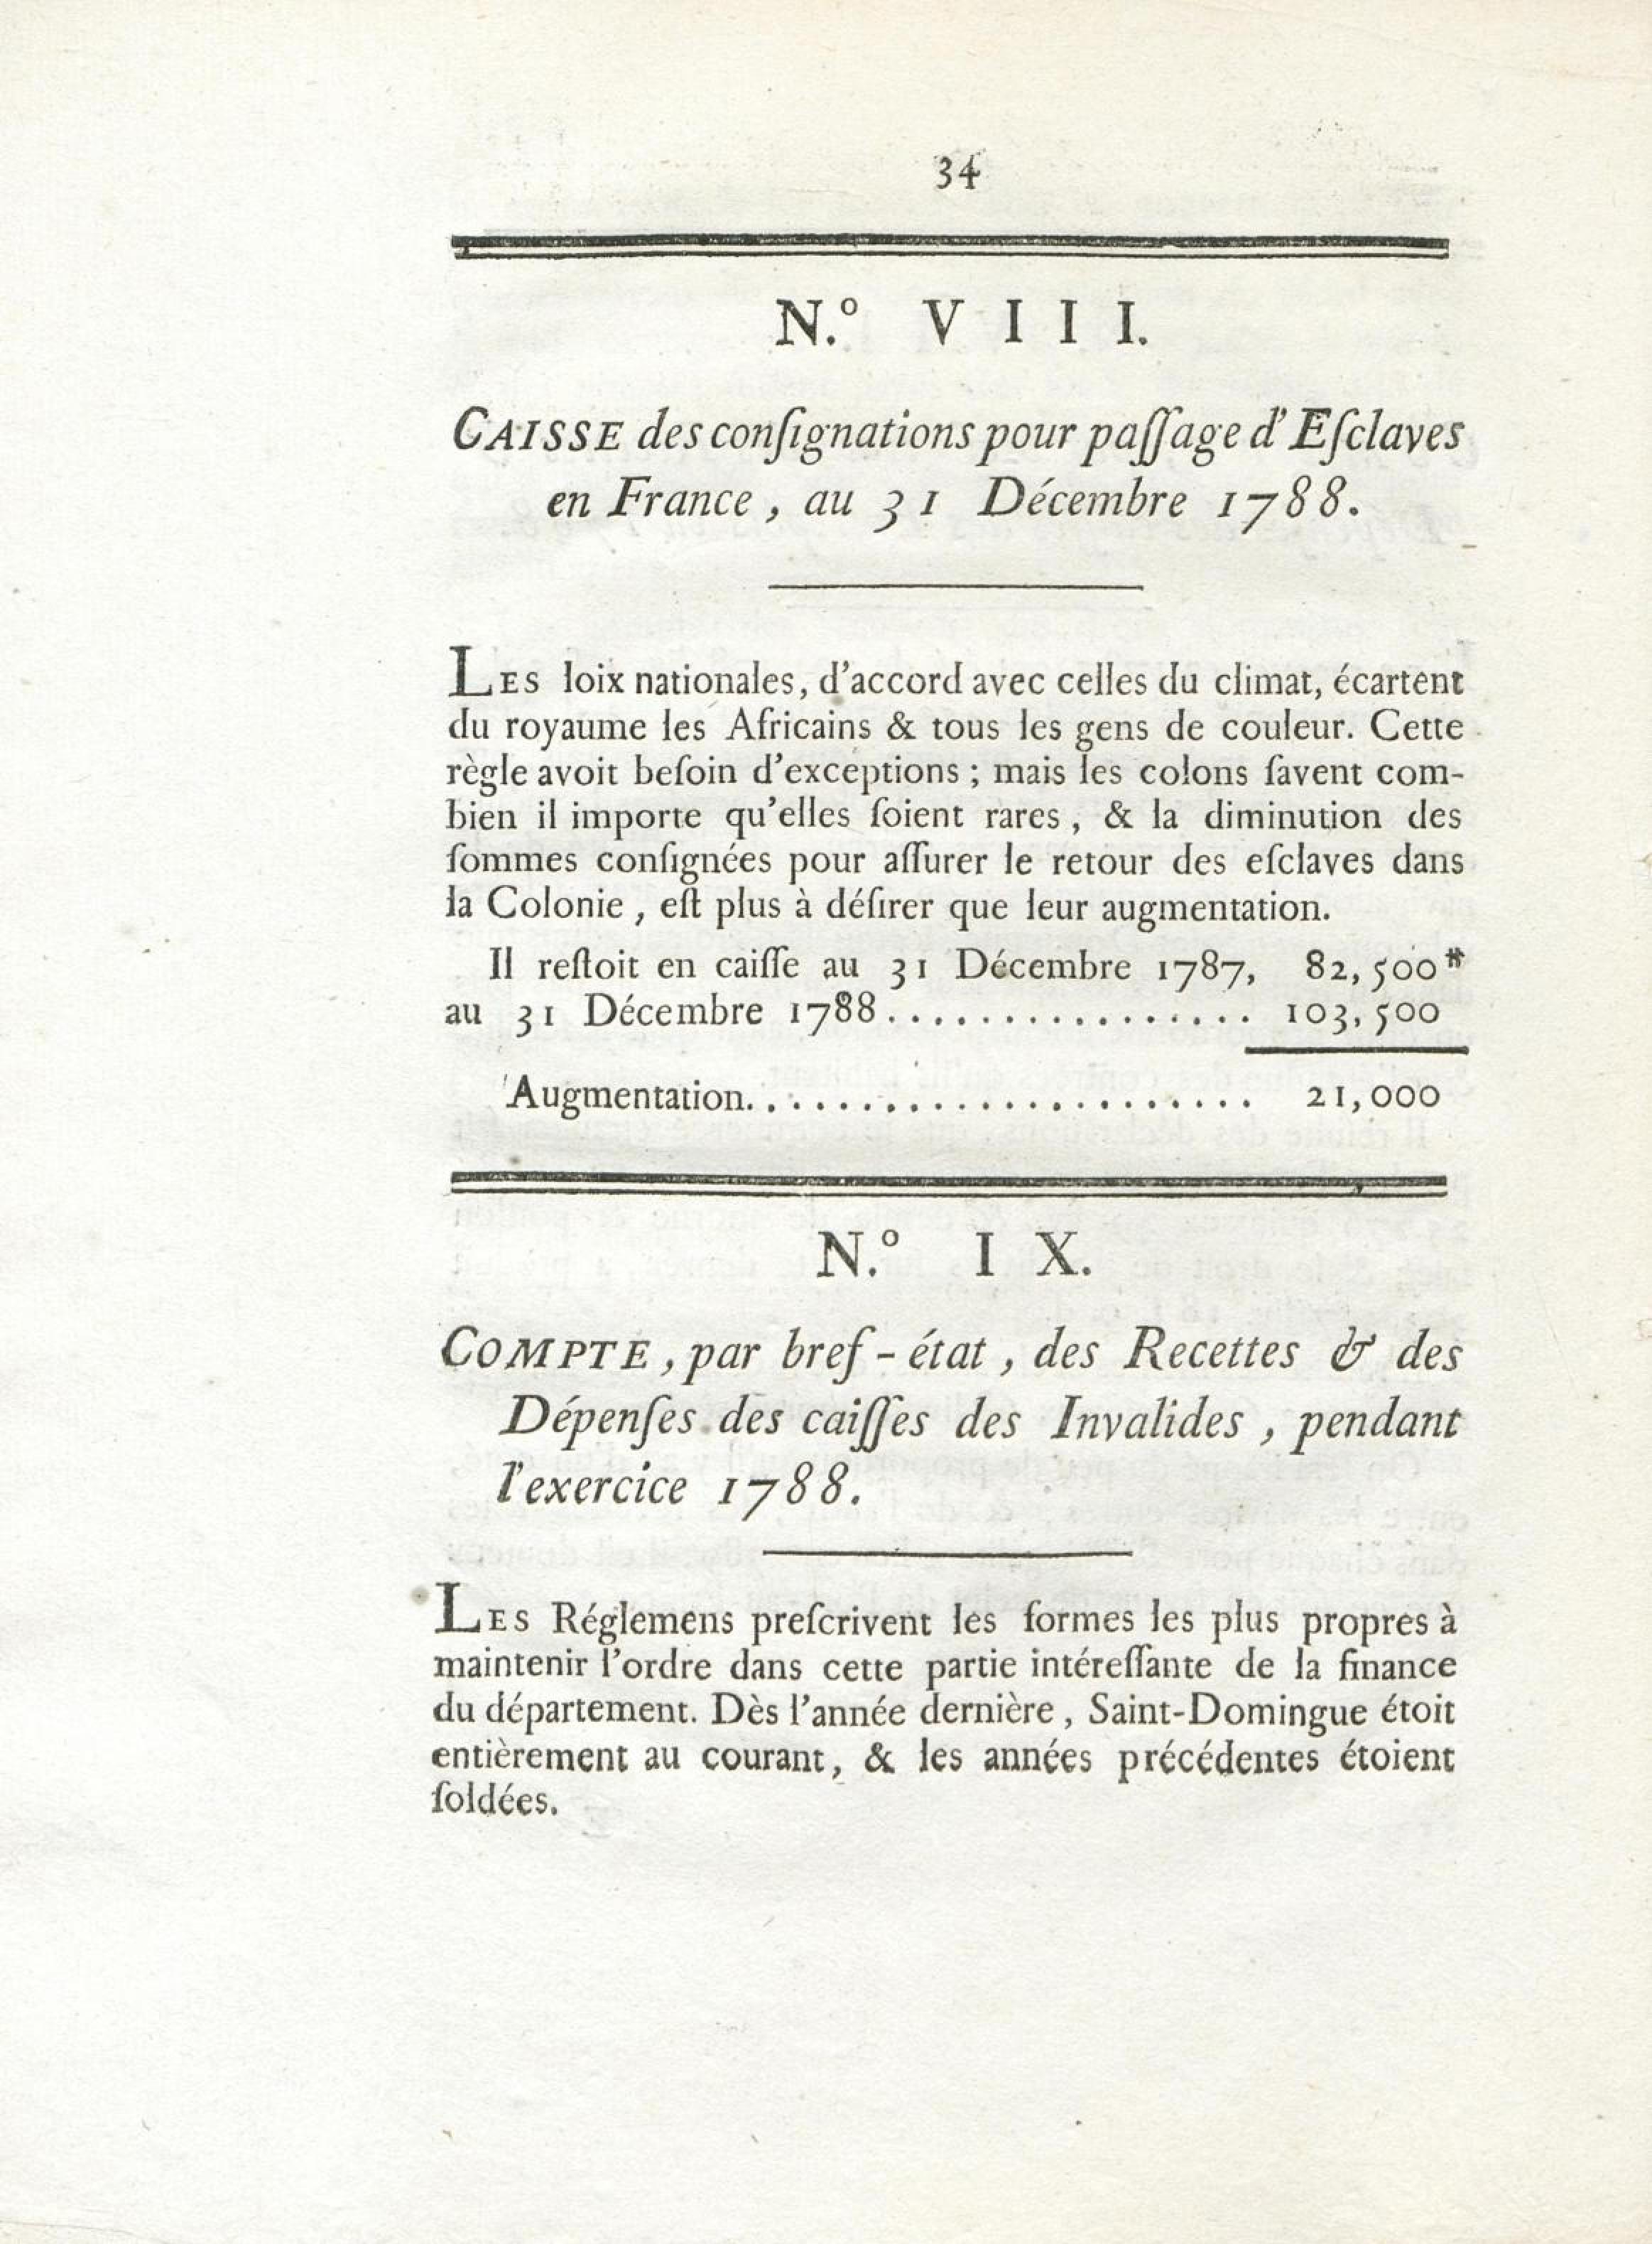 34
N.º VIII.
CAISSE des conſignations pour paſſage d'Eſclaves
en France, au 31 Décembre 1788.
LES loix nationales, d'accord avec celles du climat, écartent
du royaume les Africains & tous les gens de couleur. Cette
règle avoit beſoin d'exceptions; mais les colons ſavent com-
bien il importe qu'elles ſoient rares, & la diminution des
ſommes conſignées pour aſſurer le retour des eſclaves dans
la Colonie, eſt plus à déſirer que leur augmentation.
Il reſtoit en caiſſe au 31 Décembre 1787, 82,500⁎
au 31 Décembre 1788................ 103,500
Augmentation...................... 21,000
N.º IX.
COMPTE, par bref-état, des Recettes & des
Dépenſes des caiſſes des Invalides, pendant
l'exercice 1788.
LES Réglemens preſcrivent les formes les plus propres à
maintenir l'ordre dans cette partie intéreſſante de la finance
du département. Dès l'année dernière, Saint-Domingue étoit
entièrement au courant, & les années précédentes étoient
ſoldées.